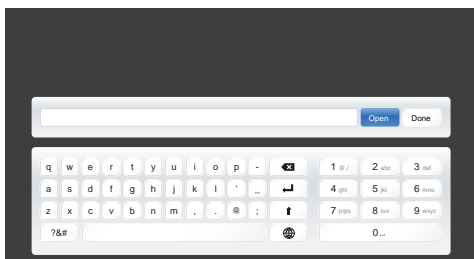 Open Done
q w e r t y u i o p - 1 @./ 2 abc 3 def
a s d f g h j k l ' _ 4 ghi 5 jkl 6 mno
z x c v b n m , . @ ; 7 pqrs 8 tuv 9 wxyz
?&# 0